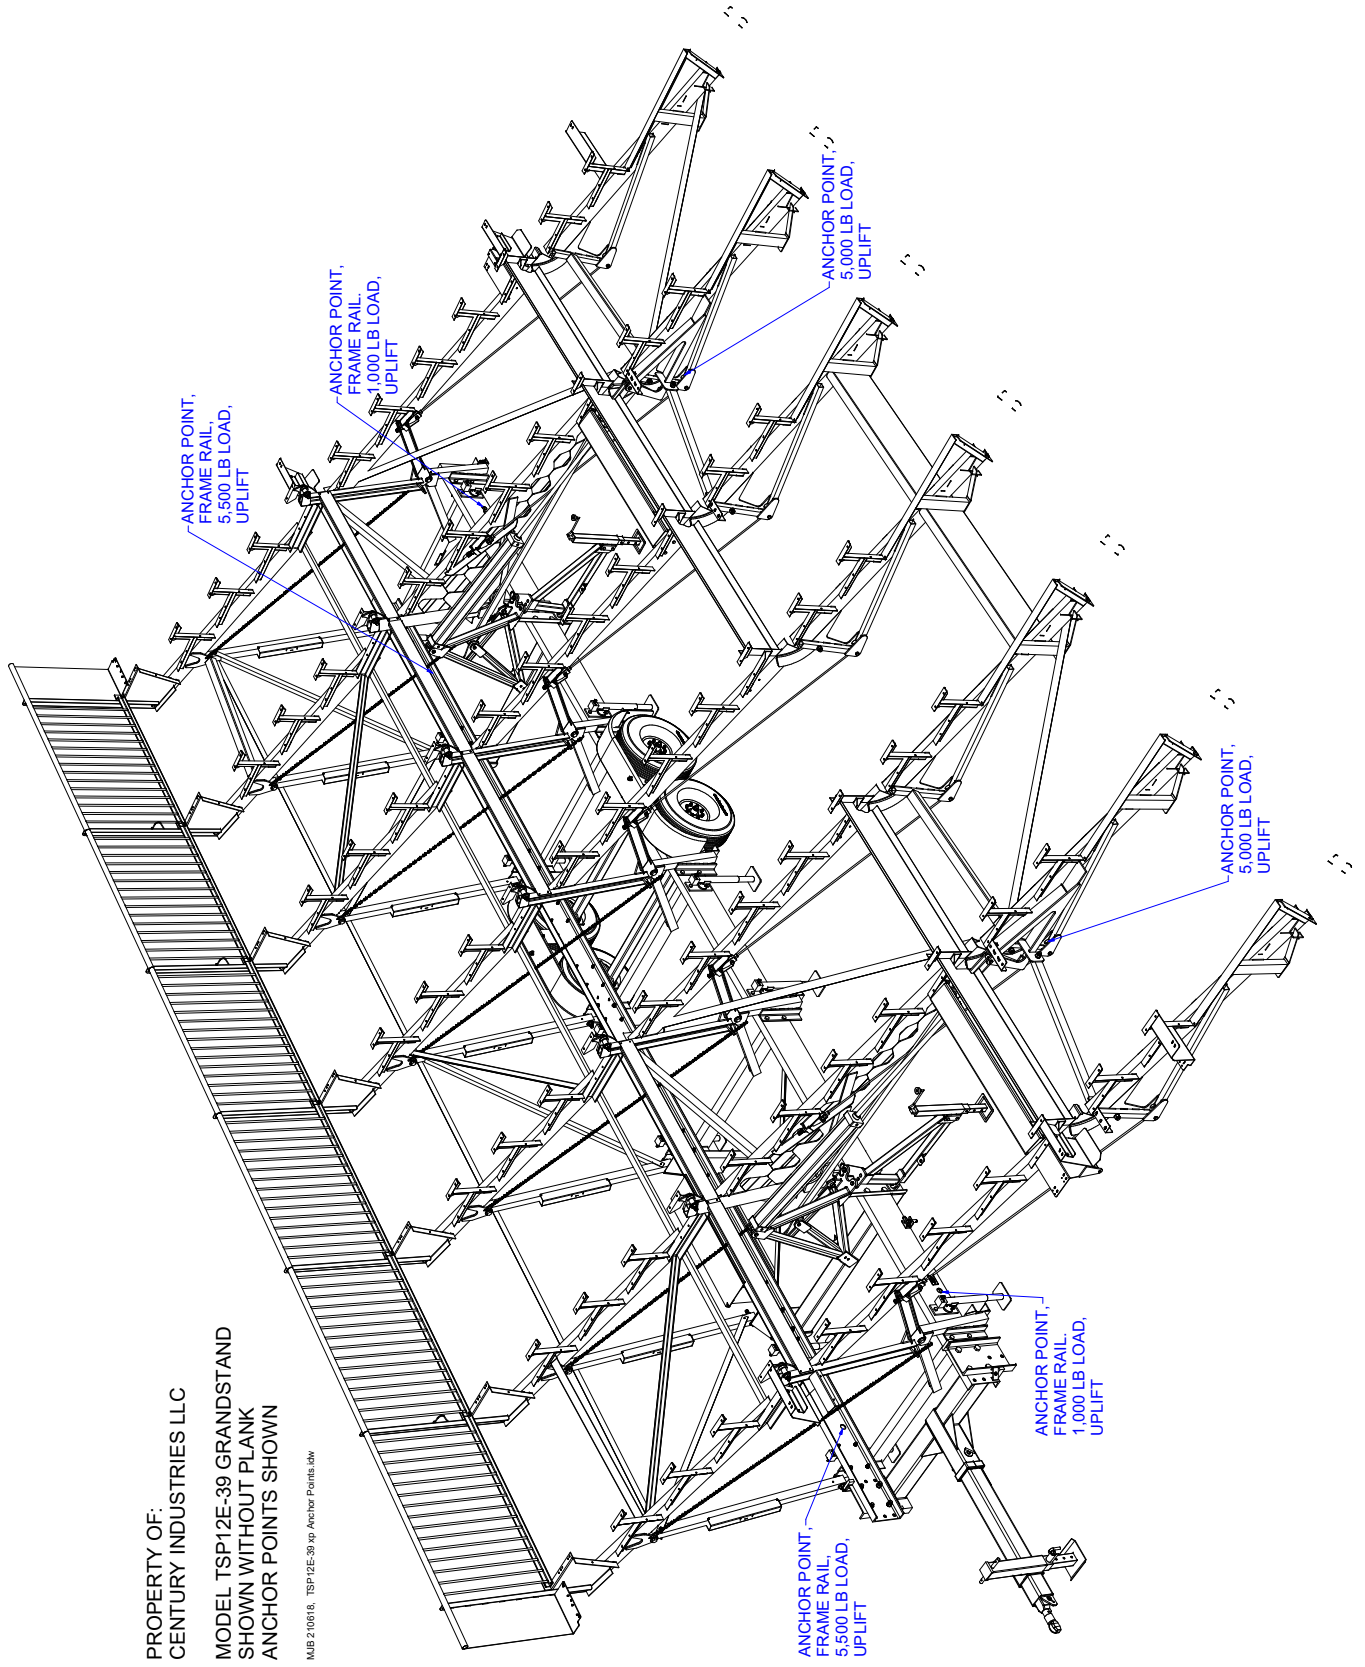 PROPERTY OF:
CENTURY INDUSTRIES LLC
MODEL TSP12E-39 GRANDSTAND
SHOWN WITHOUT PLANK
ANCHOR POINTS SHOWN
MJB 210618, TSP12E-39 xp Anchor Points.idw
ANCHOR POINT,
FRAME RAIL,
5,500 LB LOAD,
UPLIFT
ANCHOR POINT,
FRAME RAIL.
1,000 LB LOAD,
UPLIFT
ANCHOR POINT,
5,000 LB LOAD,
UPLIFT
ANCHOR POINT,
5,000 LB LOAD,
UPLIFT
ANCHOR POINT,
FRAME RAIL.
1,000 LB LOAD,
UPLIFT
ANCHOR POINT,
FRAME RAIL,
5,500 LB LOAD,
UPLIFT